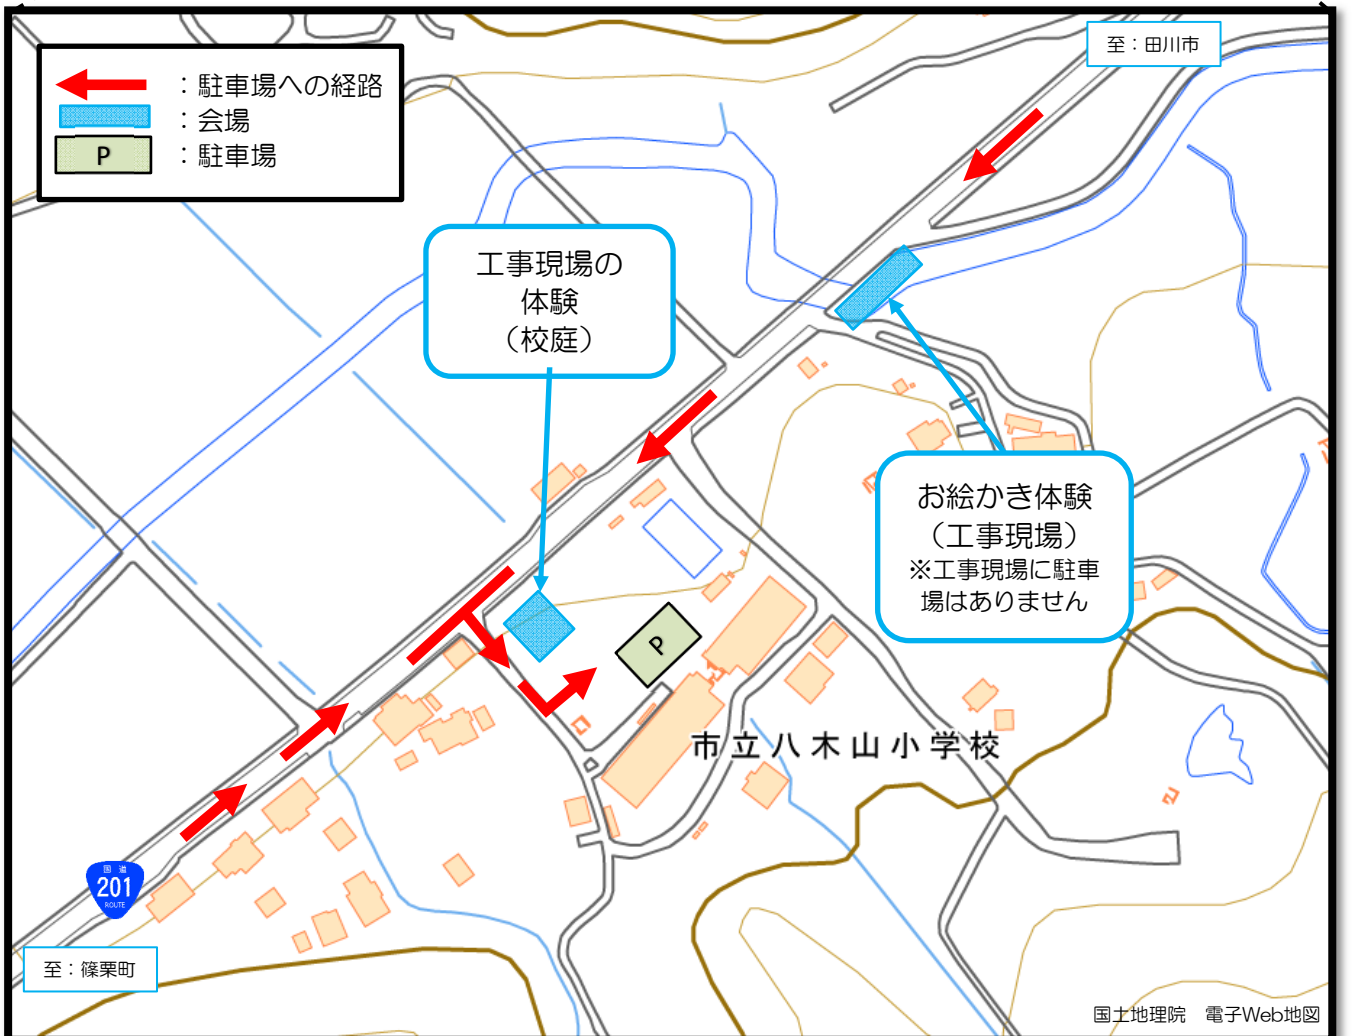 至：田川市
：駐車場への経路
：会場
P
：駐車場
工事現場の
体験
（校庭）
お絵かき体験
（工事現場）
※工事現場に駐車
場はありません
P
市立八木山小学校
国道
201
ROUTE
至：篠栗町
国土地理院　電子Web地図